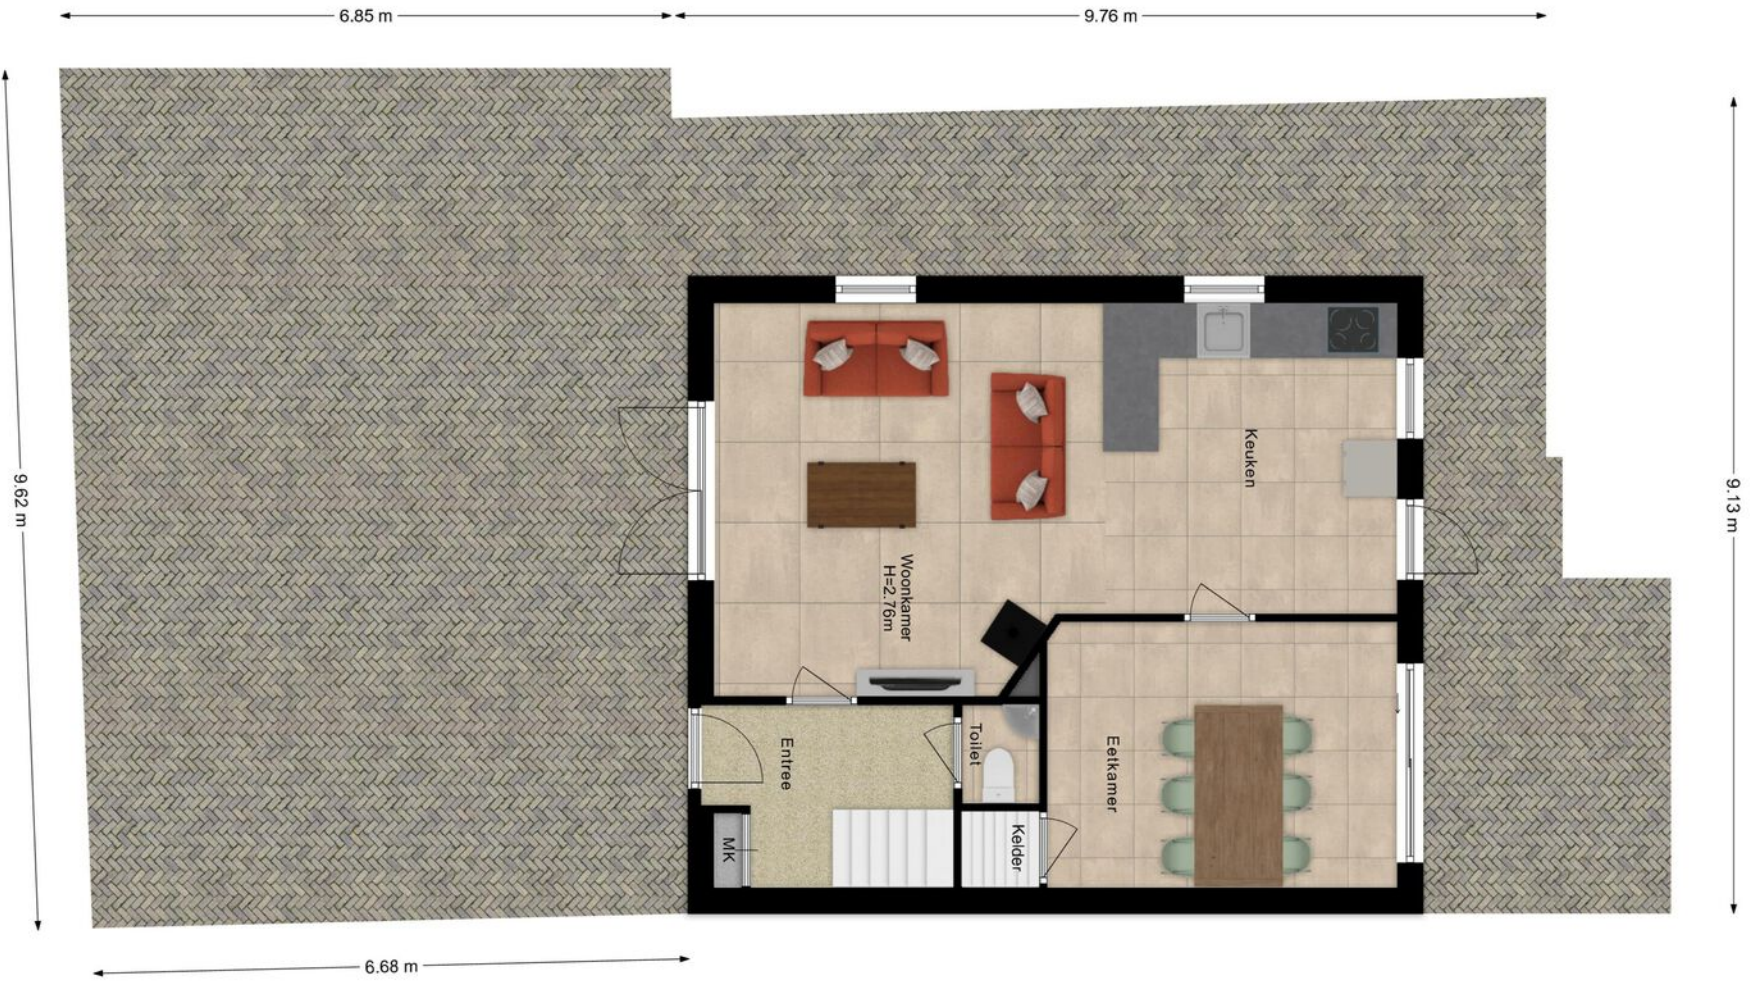 6.85 m
9.76 m
9.62 m
9.13 m
Keuken
Woonkamer
H=2.76m
Entree
Toilet
Eetkamer
MK
Kelder
6.68 m